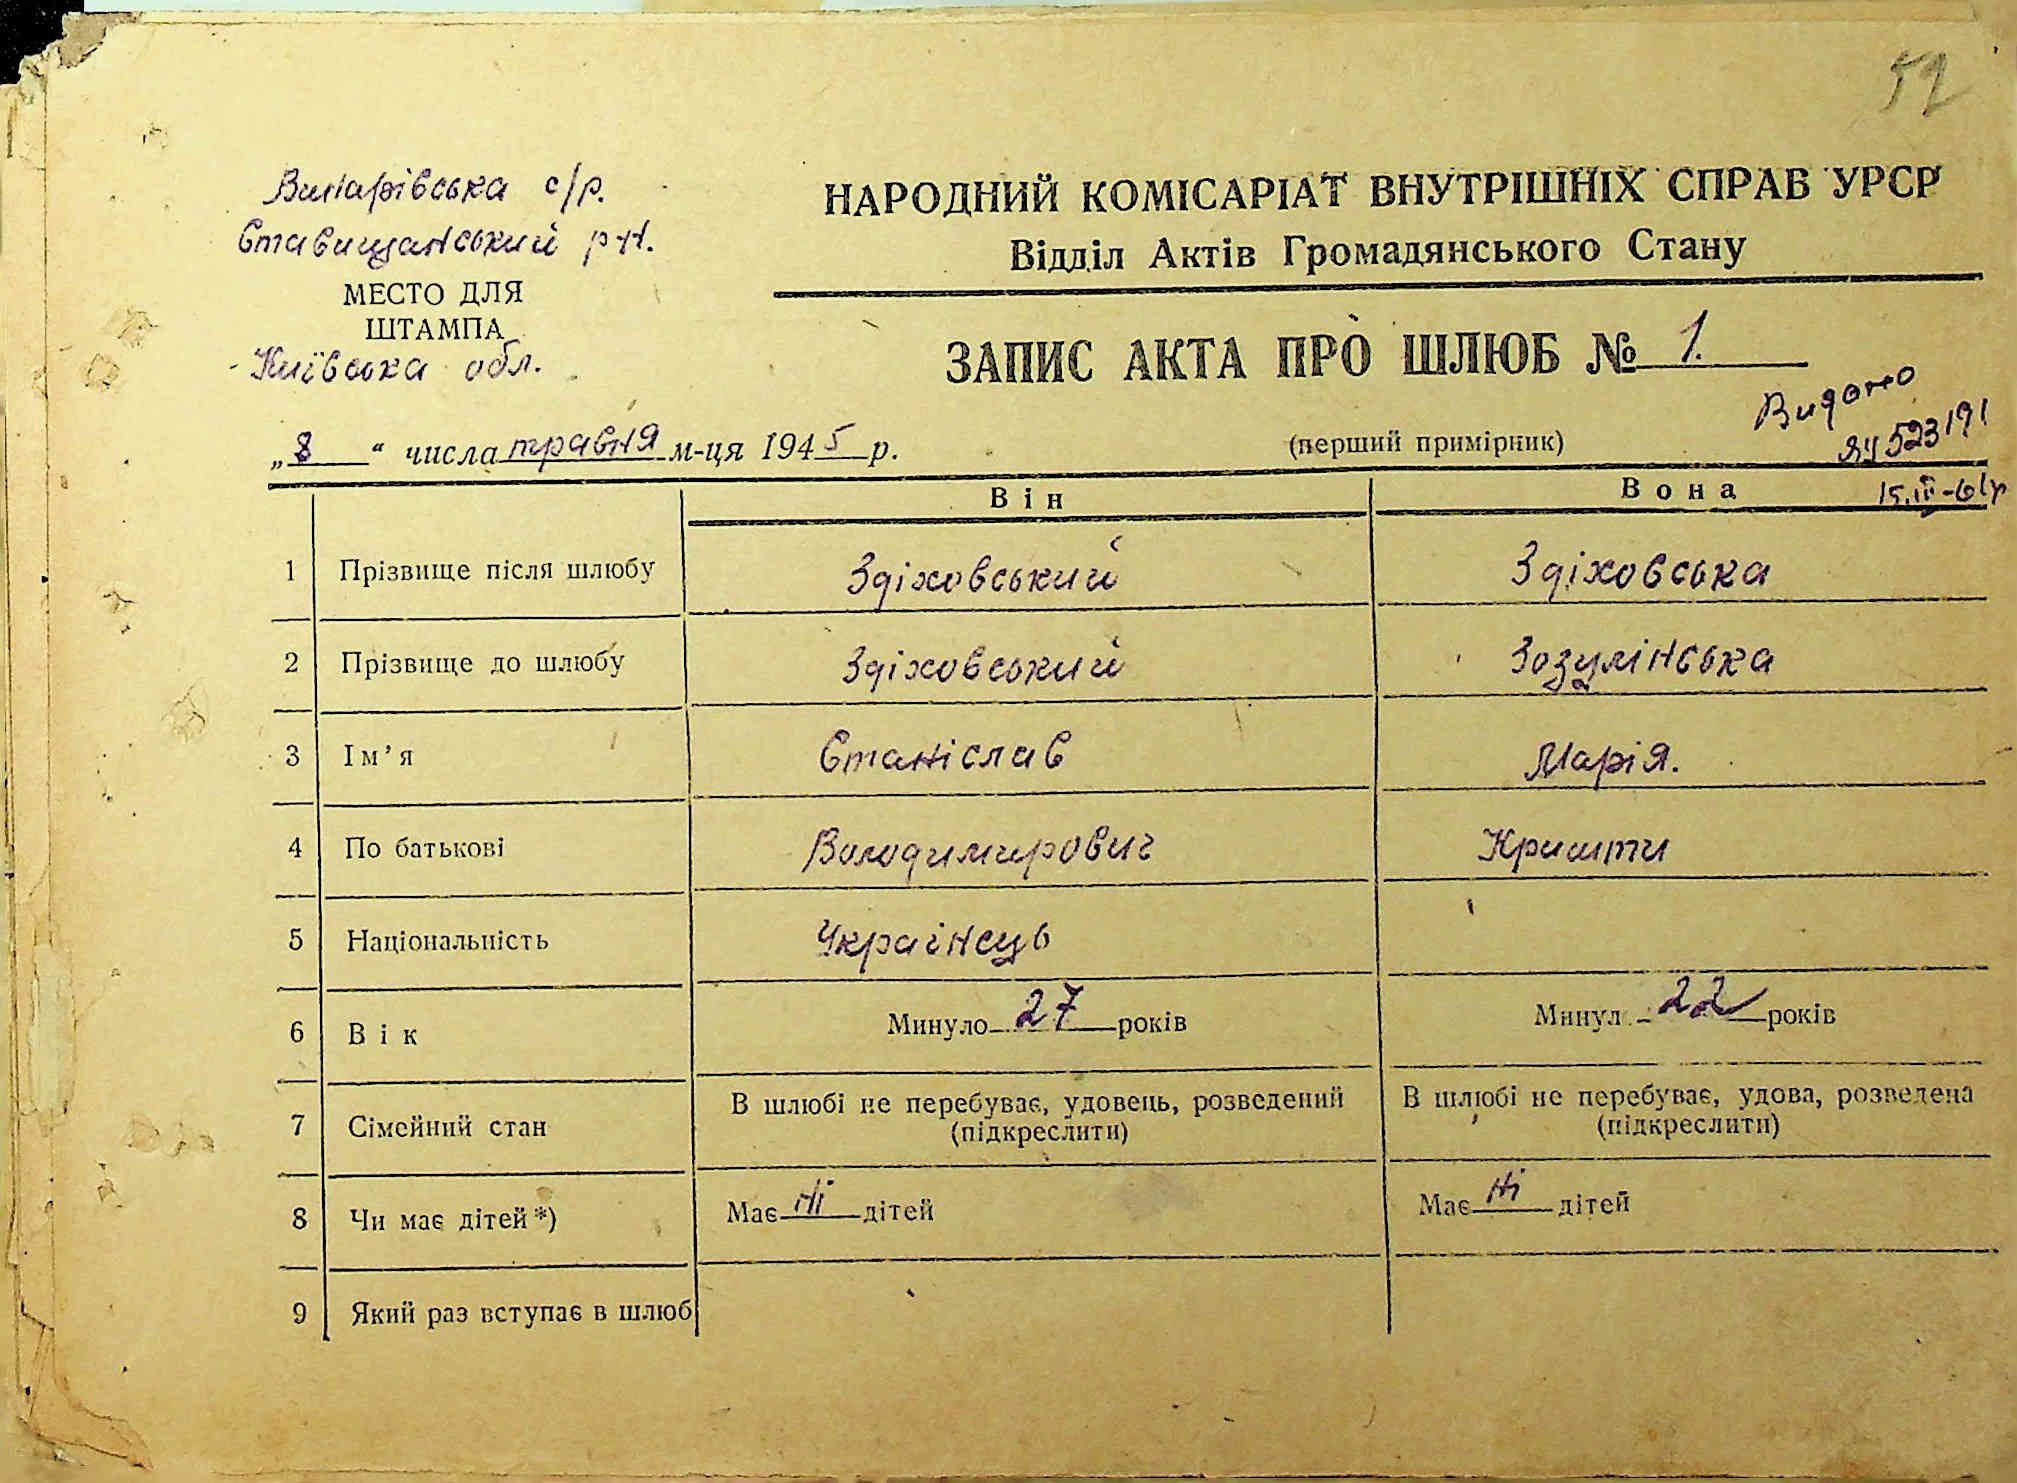 52
Винарівська с/р.
Ставищанський р-н.
МЕСТО ДЛЯ
ШТАМПА
Київська обл.
НАРОДНИЙ КОМІСАРІАТ ВНУТРІШНІХ СПРАВ УРСР
Відділ Актів Громадянського Стану
ЗАПИС АКТА ПРО ШЛЮБ № 1.
„8“ числа травня м-ця 1945 р.
(перший примірник)
Видано
ЯЧ 523191
15.III-61р
Він
Вона
1 Прізвище після шлюбу Здіховський Здіховська
2 Прізвище до шлюбу Здіховський Зозулінська
3 Ім’я Станіслав Марія.
4 По батькові Володимирович
5 Національність Українець
6 Вік Минуло 27 років Минул 22 років
7 Сімейний стан В шлюбі не перебуває, удовець, розведений (підкреслити) В шлюбі не перебуває, удова, розведена (підкреслити)
8 Чи має дітей*) Має ні дітей Має ні дітей
9 Який раз вступає в шлюб